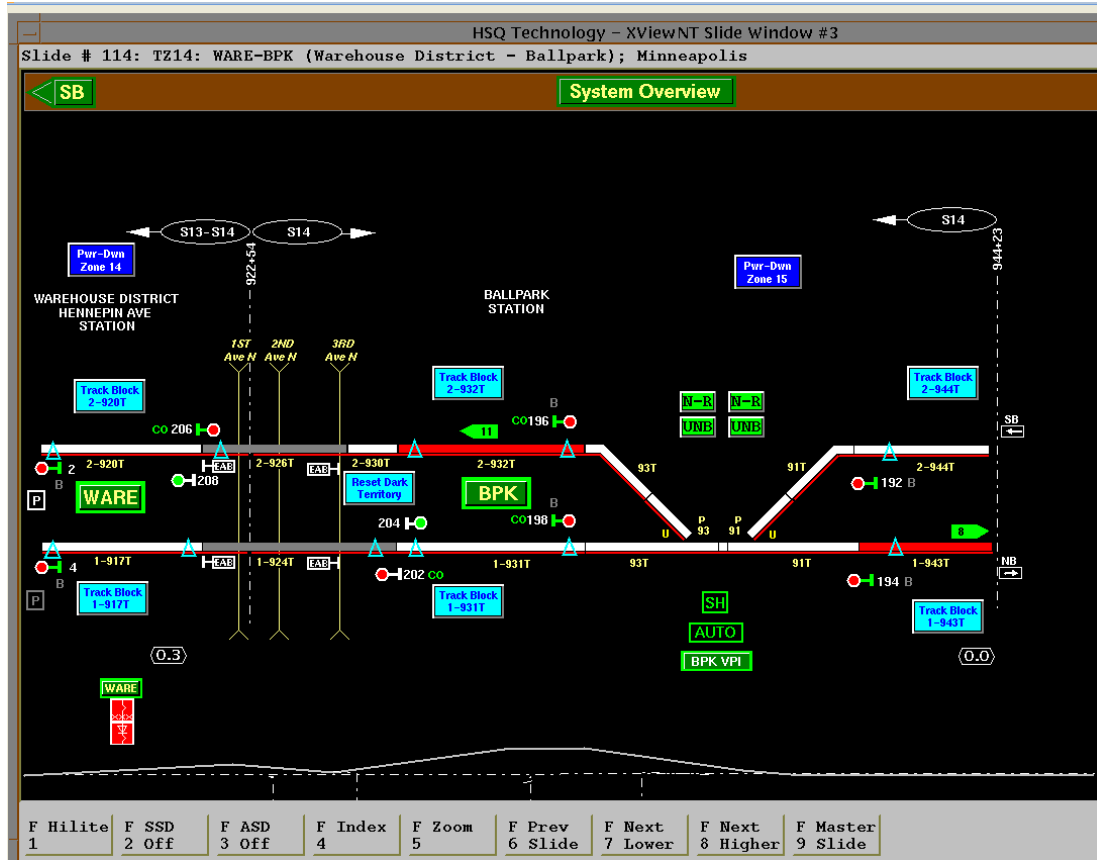 HSQ Technology – XViewNT Slide Window #3
Slide # 114: TZ14: WARE-BPK (Warehouse District - Ballpark); Minneapolis
SB
System Overview
S13-S14
S14
S14
Pwr-Dwn
Zone 14
922+54
Pwr-Dwn
Zone 15
944+23
WAREHOUSE DISTRICT
HENNEPIN AVE
STATION
BALLPARK
STATION
1ST
Ave N
2ND
Ave N
3RD
Ave N
Track Block
2-920T
Track Block
2-932T
Track Block
2-944T
N-R
N-R
UNB
UNB
CO 206
11
B
CO196
SB
2
B
2-920T
EAB
2-926T
EAB
2-930T
2-932T
93T
91T
2-944T
208
Reset Dark
Territory
192 B
P
WARE
BPK
204
B
CO198
U
P
93
P
91
U
8
4
B
1-917T
EAB
1-924T
EAB
202 CO
1-931T
93T
91T
1-943T
NB
194 B
P
Track Block
1-917T
Track Block
1-931T
Track Block
1-943T
SH
AUTO
BPK VPI
(0.3)
(0.0)
WARE
F Hilite
1
F SSD
2 Off
F ASD
3 Off
F Index
4
F Zoom
5
F Prev
6 Slide
F Next
7 Lower
F Next
8 Higher
F Master
9 Slide